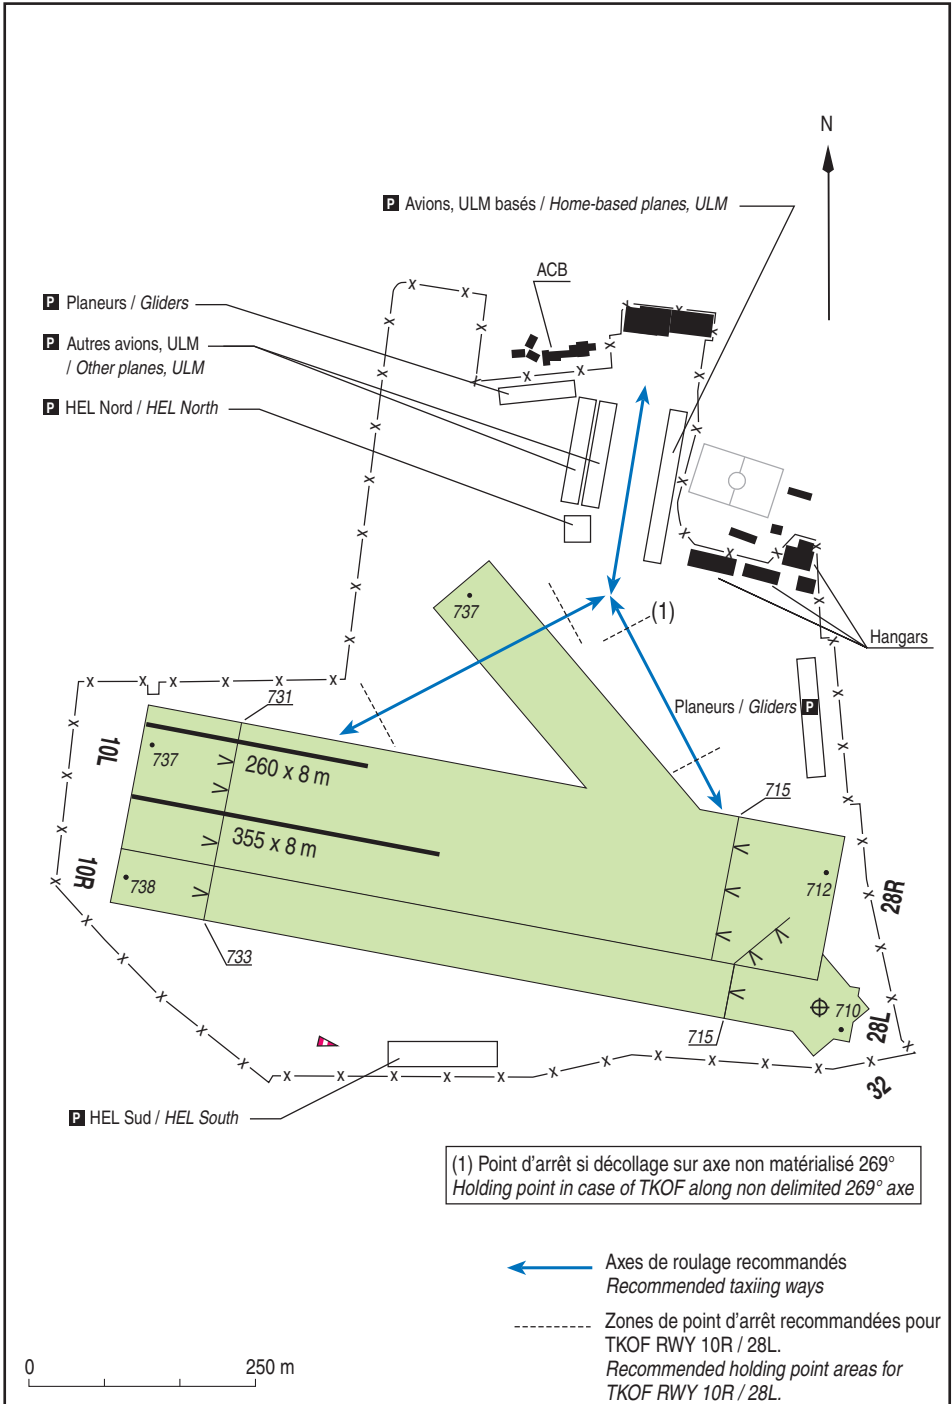 N
P Avions, ULM basés / Home-based planes, ULM
ACB
P Planeurs / Gliders
P Autres avions, ULM
/ Other planes, ULM
P HEL Nord / HEL North
737
(1)
Hangars
731
Planeurs / Gliders P
10L
737
260 x 8 m
715
355 x 8 m
10R
738
712
28R
733
710
28L
715
32
P HEL Sud / HEL South
(1) Point d'arrêt si décollage sur axe non matérialisé 269°
Holding point in case of TKOF along non delimited 269° axe
Axes de roulage recommandés
Recommended taxiing ways
Zones de point d'arrêt recommandées pour
TKOF RWY 10R / 28L.
Recommended holding point areas for
TKOF RWY 10R / 28L.
0 250 m